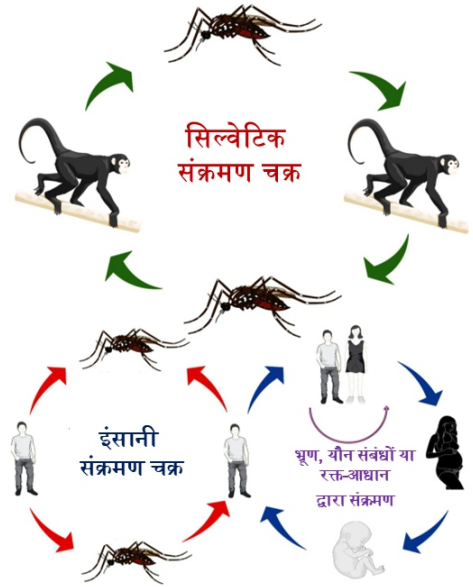 सिल्वेटिक
संक्रमण चक्र
इंसानी
संक्रमण चक्र
भ्रूण, यौन संबंधों या
रक्त-आधान
द्वारा संक्रमण